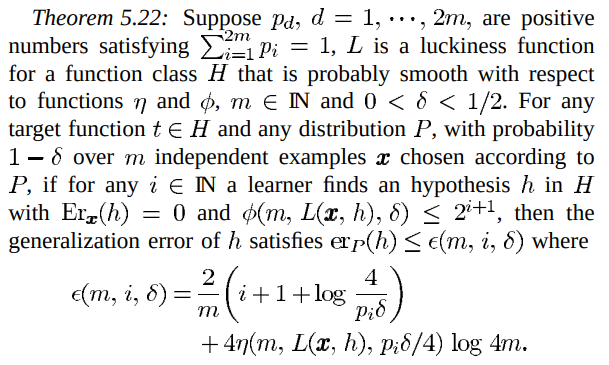 Theorem 5.22: Suppose p_d, d = 1, ⋯, 2m, are positive
numbers satisfying ∑_{i=1}^{2m} p_i = 1, L is a luckiness function
for a function class H that is probably smooth with respect
to functions η and ϕ, m ∈ ℕ and 0 < δ < 1/2. For any
target function t ∈ H and any distribution P, with probability
1 − δ over m independent examples x chosen according to
P, if for any i ∈ ℕ a learner finds an hypothesis h in H
with Er_x(h) = 0 and ϕ(m, L(x, h), δ) ≤ 2^{i+1}, then the
generalization error of h satisfies er_P(h) ≤ ϵ(m, i, δ) where
ϵ(m, i, δ) = \frac{2}{m} ( i + 1 + log \frac{4}{p_i δ} )
+ 4η(m, L(x, h), p_i δ/4) log 4m.